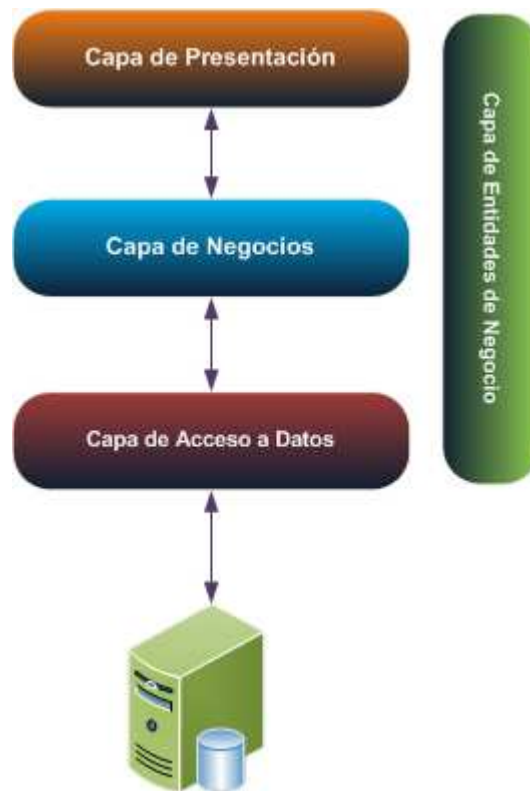 Capa de Presentación
Capa de Negocios
Capa de Acceso a Datos
Capa de Entidades de Negocio